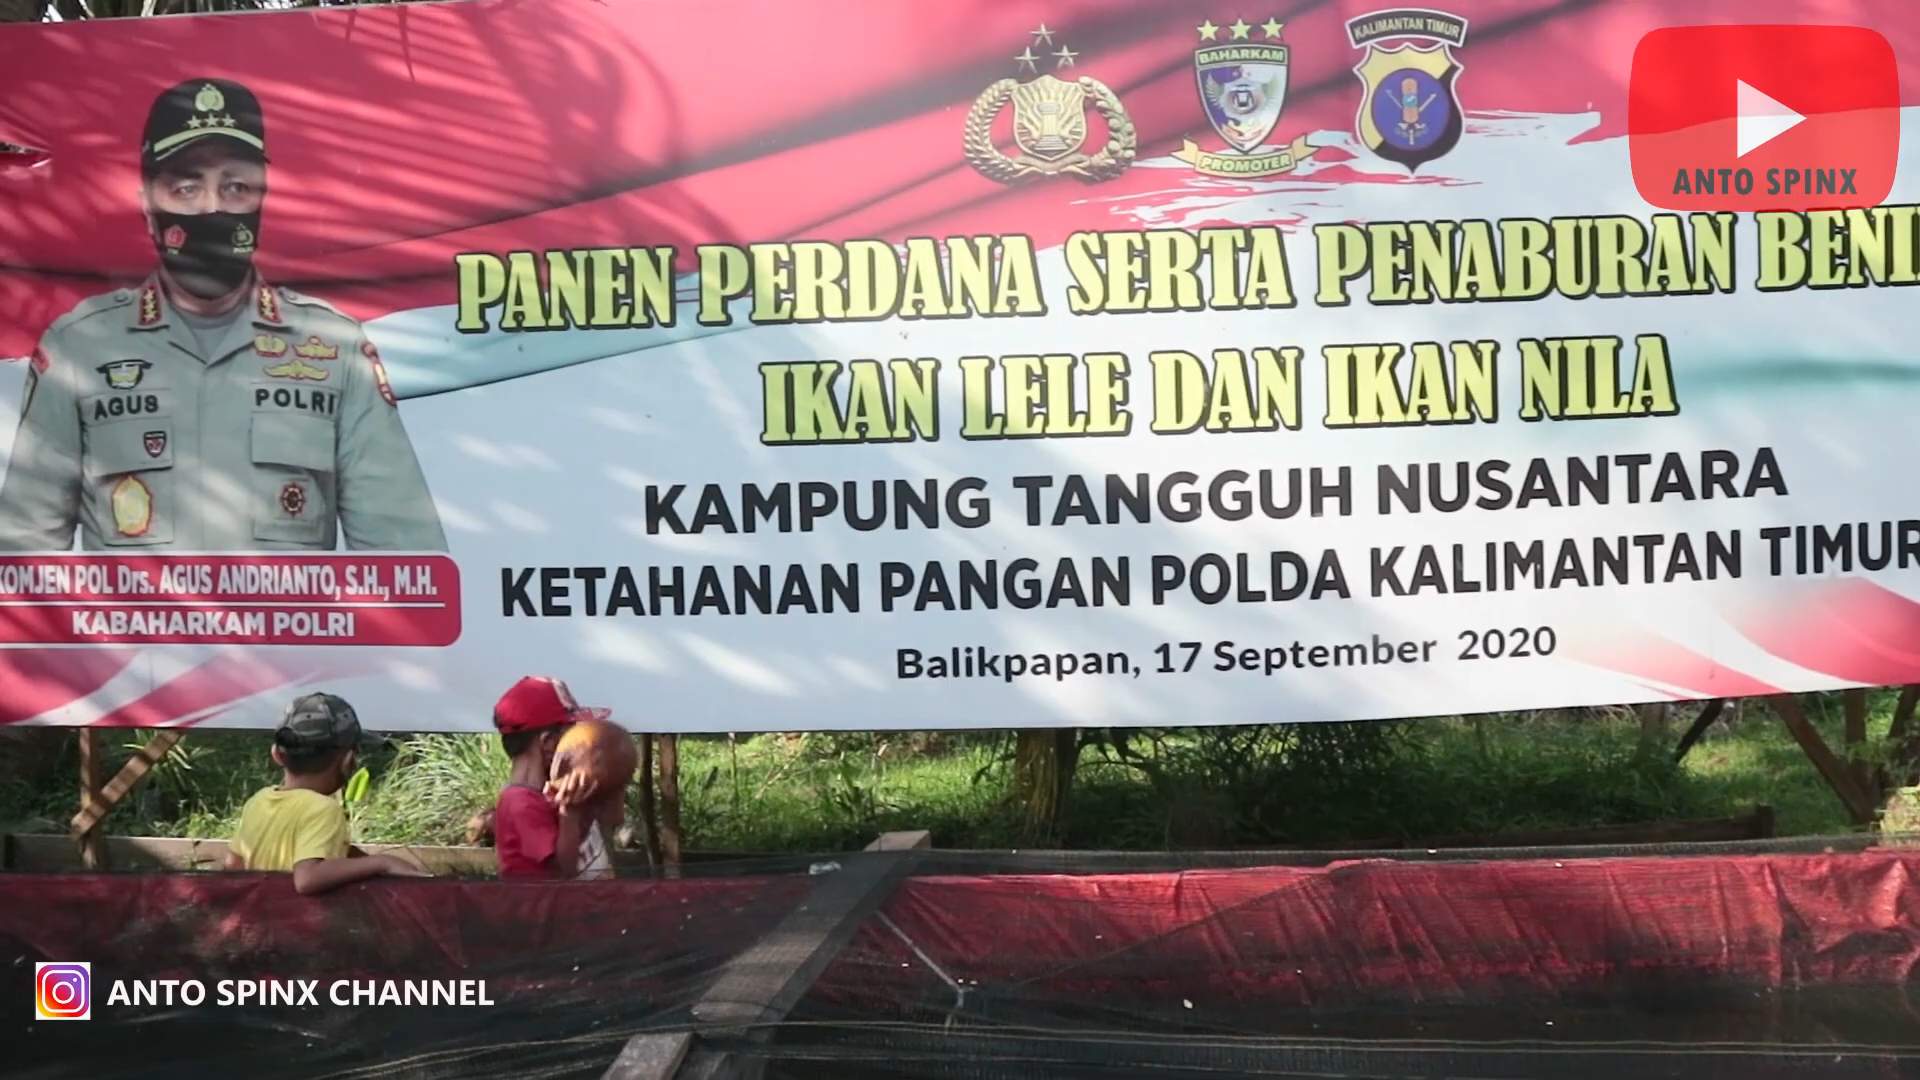 KALIMANTAN TIMUR
BAHARKAM
PROMOTER
ANTO SPINX
PANEN PERDANA SERTA PENABURAN
IKAN LELE DAN IKAN NILA
KAMPUNG TANGGUH NUSANTARA
KETAHANAN PANGAN POLDA KALIMANTAN TIMUR
Balikpapan, 17 September 2020
AGUS
POLRI
KOMJEN POL Drs. AGUS ANDRIANTO, S.H., M.H.
KABAHARKAM POLRI
ANTO SPINX CHANNEL